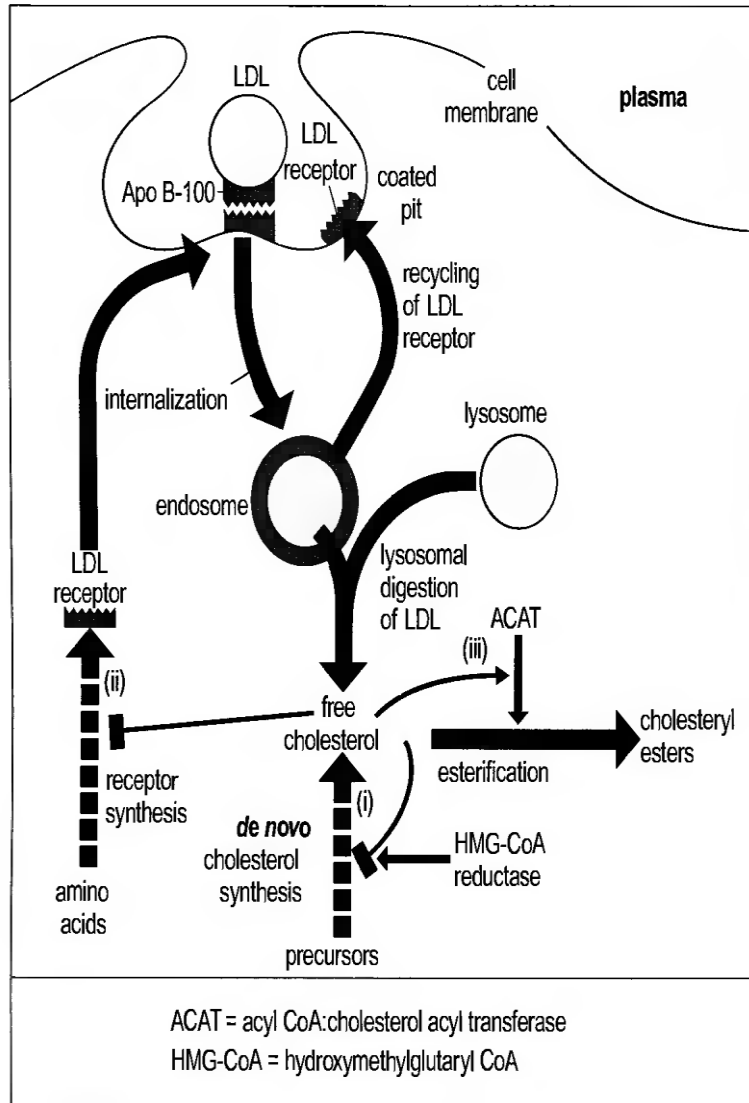 LDL
cell
membrane
plasma
LDL
receptor
Apo B-100
coated
pit
recycling
of LDL
receptor
internalization
lysosome
endosome
LDL
receptor
lysosomal
digestion
of LDL
ACAT
(iii)
(ii)
free
cholesterol
cholesteryl
esters
esterification
receptor
synthesis
(i)
de novo
cholesterol
synthesis
HMG-CoA
reductase
amino
acids
precursors
ACAT = acyl CoA:cholesterol acyl transferase
HMG-CoA = hydroxymethylglutaryl CoA